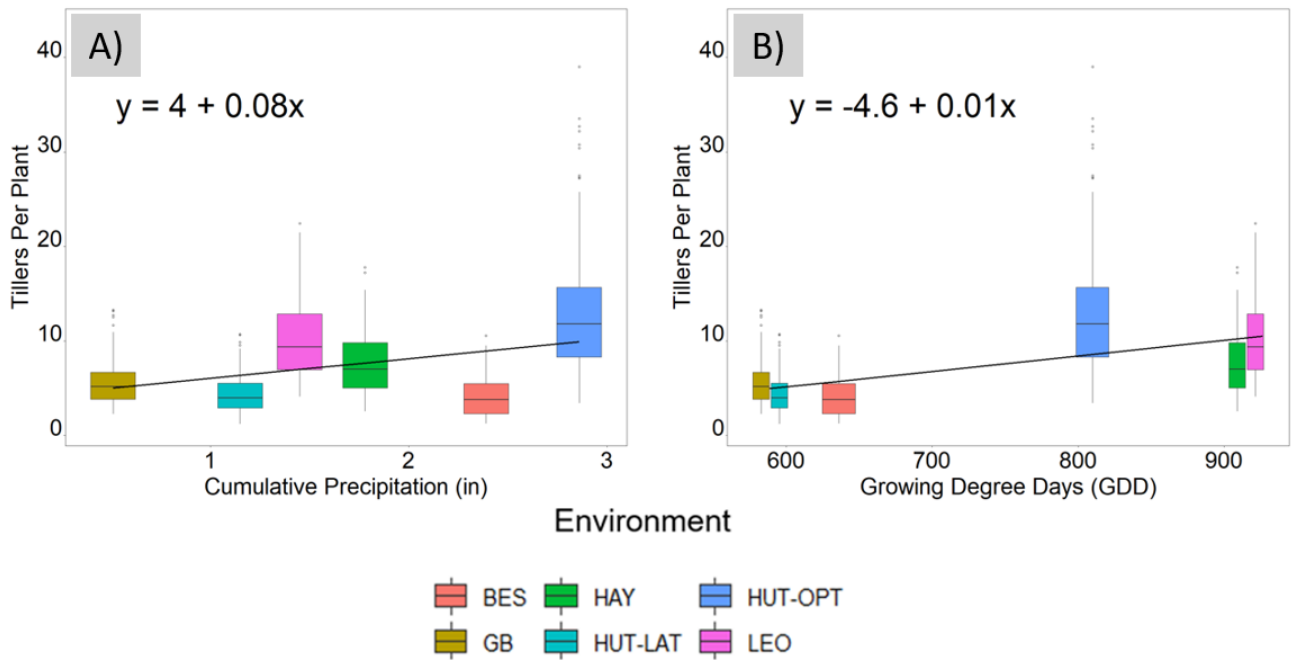 A)
y = 4 + 0.08x
Tillers Per Plant
40
30
20
10
0
1 2 3
Cumulative Precipitation (in)
B)
y = -4.6 + 0.01x
Tillers Per Plant
40
30
20
10
0
600 700 800 900
Growing Degree Days (GDD)
Environment
BES HAY HUT-OPT
GB HUT-LAT LEO